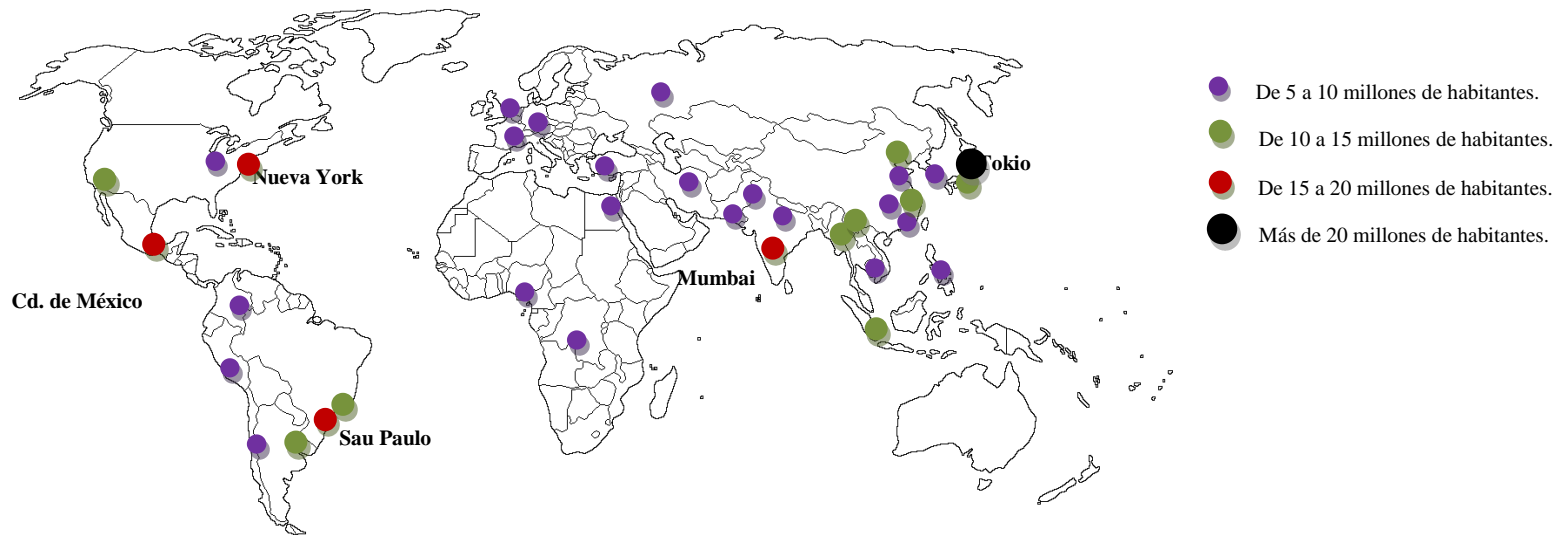 De 5 a 10 millones de habitantes.
De 10 a 15 millones de habitantes.
Tokio
Nueva York
De 15 a 20 millones de habitantes.
Más de 20 millones de habitantes.
Mumbai
Cd. de México
Sau Paulo